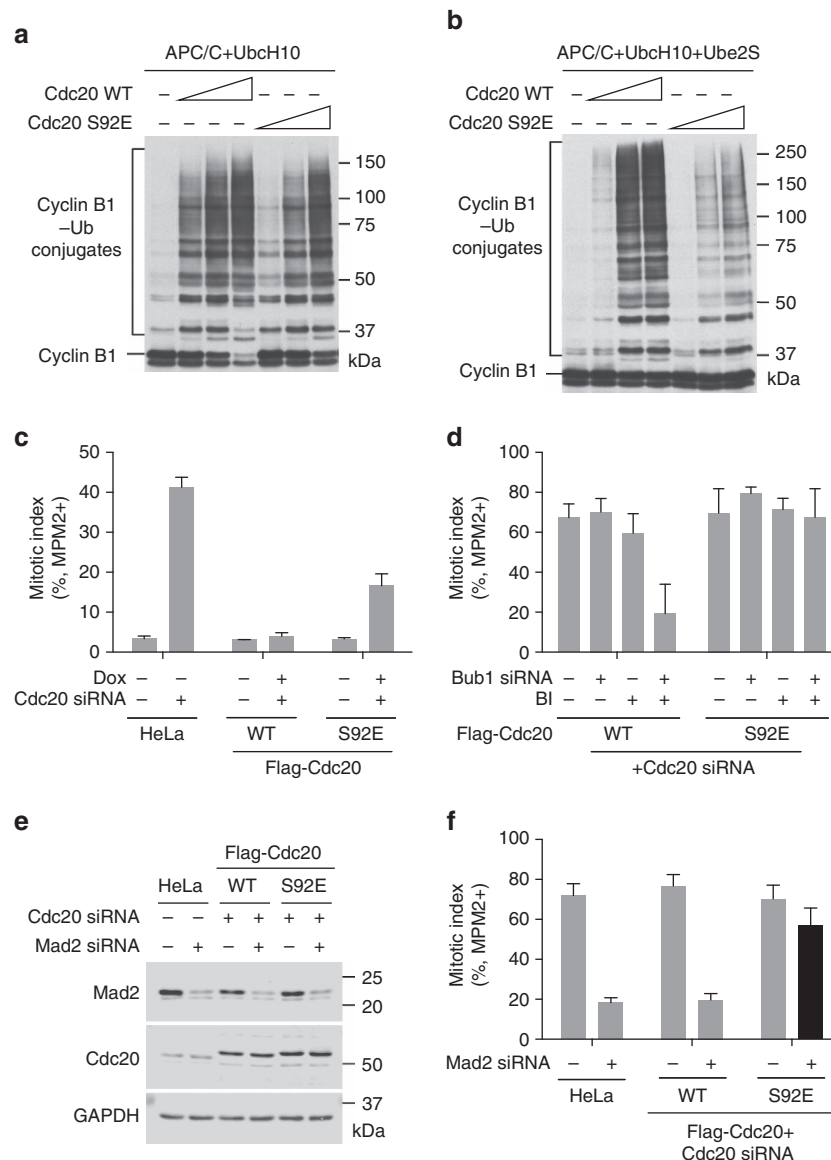 a
APC/C+UbcH10
Cdc20 WT –
– – –
Cdc20 S92E – – – –
Cyclin B1
–Ub
conjugates
Cyclin B1
150
100
75
50
37
kDa
b
APC/C+UbcH10+Ube2S
Cdc20 WT –
– – –
Cdc20 S92E – – – –
Cyclin B1
–Ub
conjugates
Cyclin B1
250
150
100
75
50
37
kDa
c
Mitotic index
(%, MPM2+)
50
40
30
20
10
0
Dox – + – +
Cdc20 siRNA – + – + – +
HeLa WT S92E
Flag-Cdc20
d
Mitotic index
(%, MPM2+)
100
80
60
40
20
0
Bub1 siRNA – + – + – + – +
BI – – + + – – + +
Flag-Cdc20 WT S92E
+Cdc20 siRNA
e
Flag-Cdc20
HeLa WT S92E
Cdc20 siRNA – – + + + +
Mad2 siRNA – + – + – +
Mad2
25
20
Cdc20
50
GAPDH
37
kDa
f
Mitotic index
(%, MPM2+)
100
80
60
40
20
0
Mad2 siRNA – + – + – +
HeLa WT S92E
Flag-Cdc20+
Cdc20 siRNA